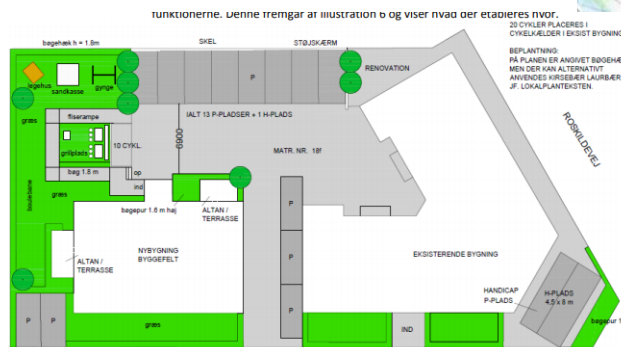 funktionerne. Denne fremgår af illustration 6 og viser hvad der etableres hvor.
20 CYKLER PLACERES I
CYKELKÆLDER I EKSIST BYGNING
BEPLANTNING:
PÅ PLANEN ER ANGIVET BØGEHÆ
MEN DER KAN ALTERNATIVT
ANVENDES KIRSEBÆR LAURBÆR
JF. LOKALPLANTEKSTEN.
bagehæk h = 1.8m
SKEL
STØJSKÆRM
RENOVATION
P
legehus
sandkasse
gynge
græs
fliserampe
grillplads
10 CYKL.
bøg 1,8 m
IALT 13 P-PLADSER + 1 H-PLADS
6900
MATR. NR. 18f
ROSKILDEVEJ
op
ind
græs
boulebane
bøgepur 1.6 m høj
ALTAN /
TERRASSE
P
P
P
NYBYGNING
BYGGEFELT
ALTAN /
TERRASSE
EKSISTERENDE BYGNING
HANDICAP
P-PLADS
H-PLADS
4,5 x 8 m
P
P
græs
IND
bøgepur 1